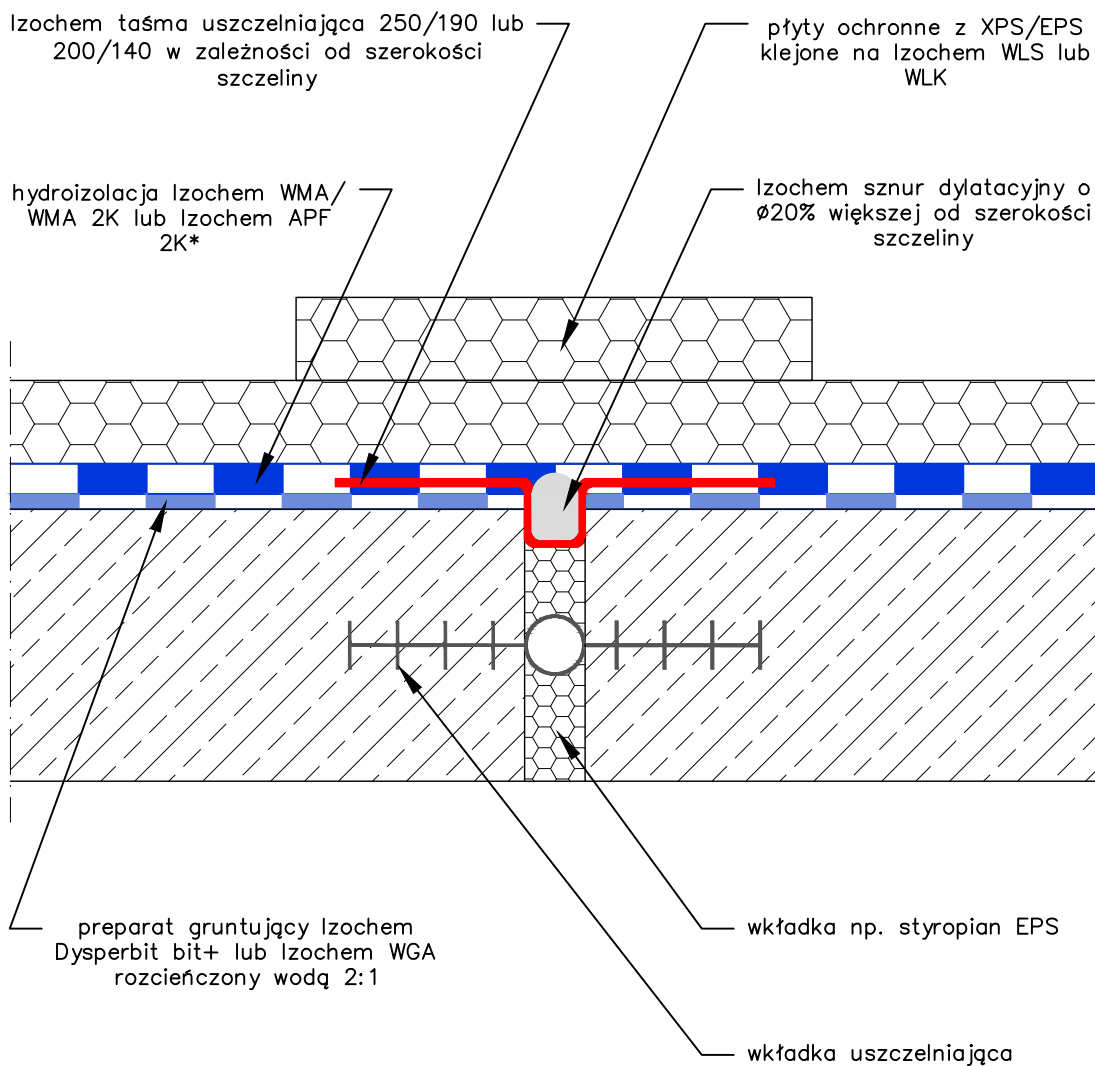 Izochem taśma uszczelniająca 250/190 lub
200/140 w zależności od szerokości
szczeliny
płyty ochronne z XPS/EPS
klejone na Izochem WLS lub
WLK
hydroizolacja Izochem WMA/
WMA 2K lub Izochem APF
2K*
Izochem sznur dylatacyjny o
ø20% większej od szerokości
szczeliny
preparat gruntujący Izochem
Dysperbit bit+ lub Izochem WGA
rozcieńczony wodą 2:1
wkładka np. styropian EPS
wkładka uszczelniająca